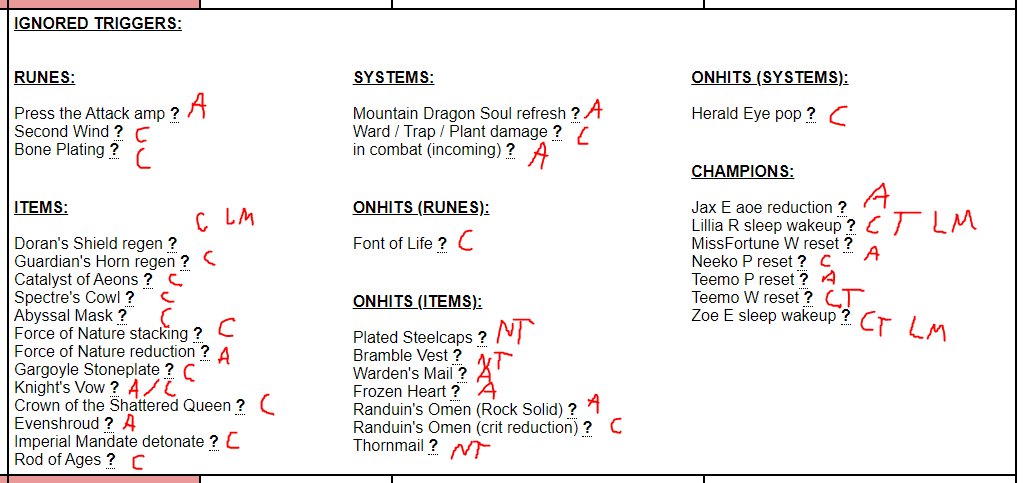 IGNORED TRIGGERS:
RUNES:
Press the Attack amp ? A
Second Wind ? C
Bone Plating ? C
ITEMS:
C LM
Doran's Shield regen ?
Guardian's Horn regen ? C
Catalyst of Aeons ? C
Spectre's Cowl ? C
Abyssal Mask ? C
Force of Nature stacking ? C
Force of Nature reduction ? A
Gargoyle Stoneplate ? C
Knight's Vow ? A/C
Crown of the Shattered Queen ? C
Evenshroud ? A
Imperial Mandate detonate ? C
Rod of Ages ? C
SYSTEMS:
Mountain Dragon Soul refresh ? A
Ward / Trap / Plant damage ? C
in combat (incoming) ? A
ONHITS (RUNES):
Font of Life ? C
ONHITS (ITEMS):
Plated Steelcaps ? NT
Bramble Vest ? NT
Warden's Mail ? A
Frozen Heart ? A
Randuin's Omen (Rock Solid) ? A
Randuin's Omen (crit reduction) ? C
Thornmail ? NT
ONHITS (SYSTEMS):
Herald Eye pop ? C
CHAMPIONS:
Jax E aoe reduction ? A
Lillia R sleep wakeup ? CT LM
MissFortune W reset ? A
Neeko P reset ? C
Teemo P reset ? A
Teemo W reset ? CT
Zoe E sleep wakeup ? CT LM